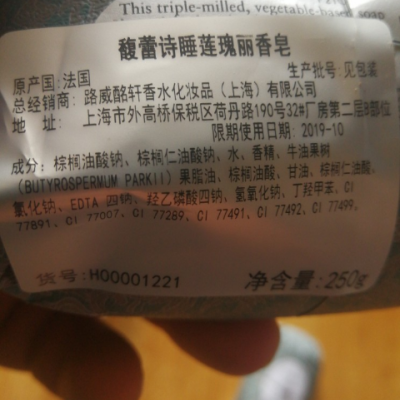 This triple-milled, vegetable-based soap
馥蕾诗睡莲瑰丽香皂
原产国:法国
生产批号:见包装
总经销商: 路威酩轩香水化妆品(上海)有限公司
地 址: 上海市外高桥保税区荷丹路190号32#厂房第二层B部位
限期使用日期: 2019-10
成分: 棕榈油酸钠、棕榈仁油酸钠、水、香精、牛油果树
(BUTYROSPERMUM PARKII) 果脂油、棕榈油酸、甘油、棕榈仁油酸、
氯化钠、EDTA 四钠、羟乙磷酸四钠、氢氧化钠、丁羟甲苯、CI
77891、CI 77007、CI 77289、CI 77491、CI 77492、CI 77499。
货号: H00001221
净含量: 250g